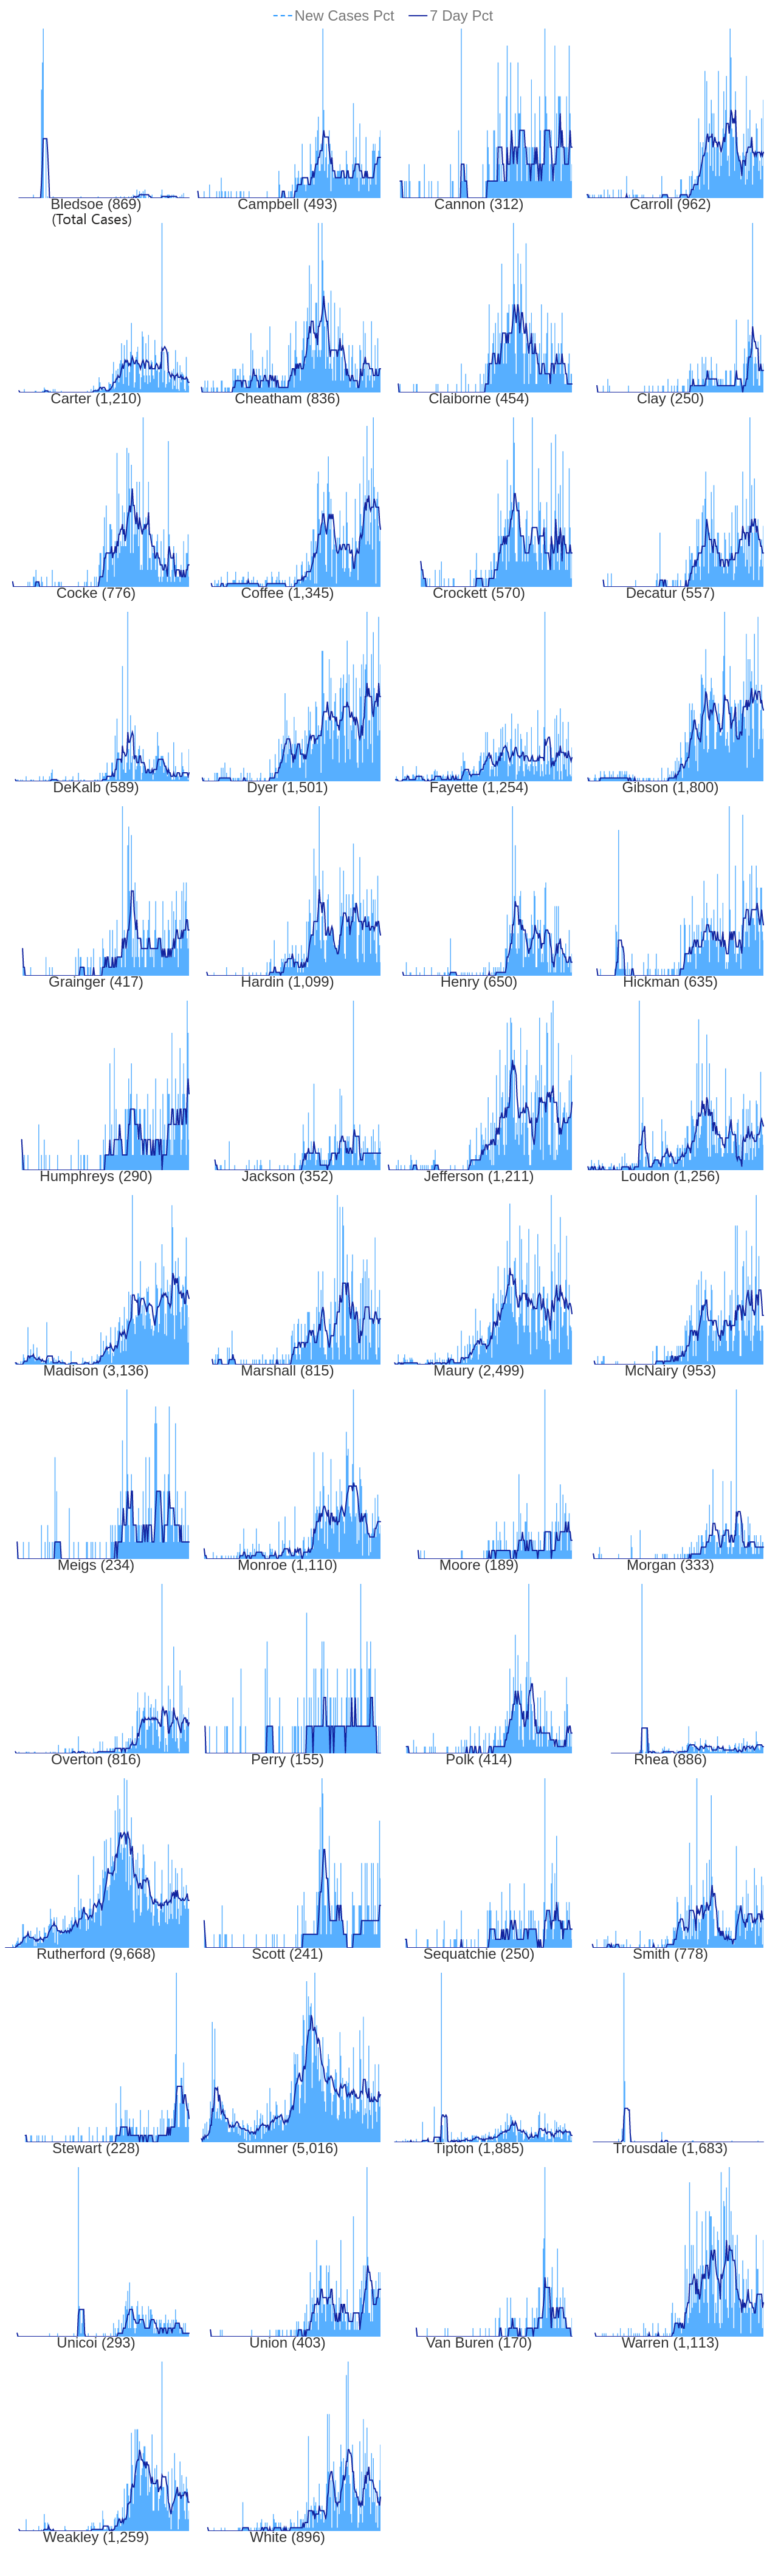 New Cases Pct 7 Day Pct
Bledsoe (869) Campbell (493) Cannon (312) Carroll (962)
(Total Cases)
Carter (1,210) Cheatham (836) Claiborne (454) Clay (250)
Cocke (776) Coffee (1,345) Crockett (570) Decatur (557)
DeKalb (589) Dyer (1,501) Fayette (1,254) Gibson (1,800)
Grainger (417) Hardin (1,099) Henry (650) Hickman (635)
Humphreys (290) Jackson (352) Jefferson (1,211) Loudon (1,256)
Madison (3,136) Marshall (815) Maury (2,499) McNairy (953)
Meigs (234) Monroe (1,110) Moore (189) Morgan (333)
Overton (816) Perry (155) Polk (414) Rhea (886)
Rutherford (9,668) Scott (241) Sequatchie (250) Smith (778)
Stewart (228) Sumner (5,016) Tipton (1,885) Trousdale (1,683)
Unicoi (293) Union (403) Van Buren (170) Warren (1,113)
Weakley (1,259) White (896)